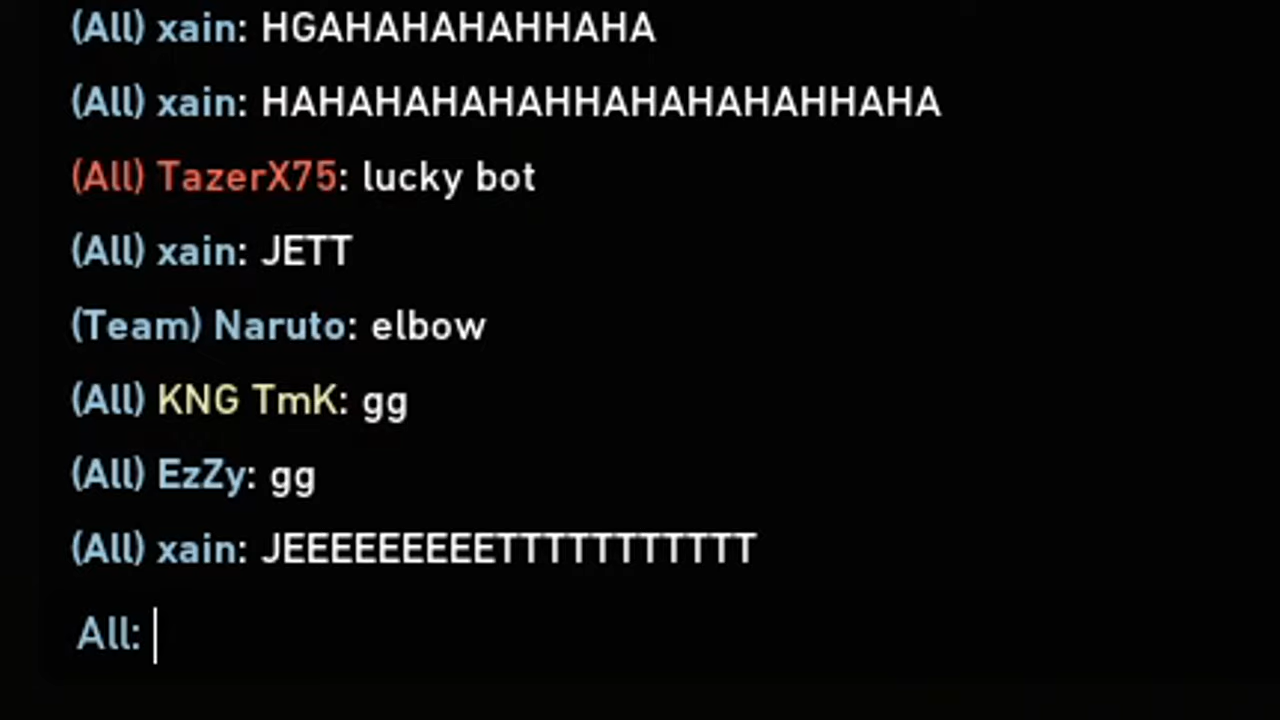 (All) xain: HGAHAHAHAHHAHA
(All) xain: HAHAHAHAHAHHAHAHAHAHHAHA
(All) TazerX75: lucky bot
(All) xain: JETT
(Team) Naruto: elbow
(All) KNG TmK: gg
(All) EzZy: gg
(All) xain: JEEEEEEEEETTTTTTTTTTT
All: